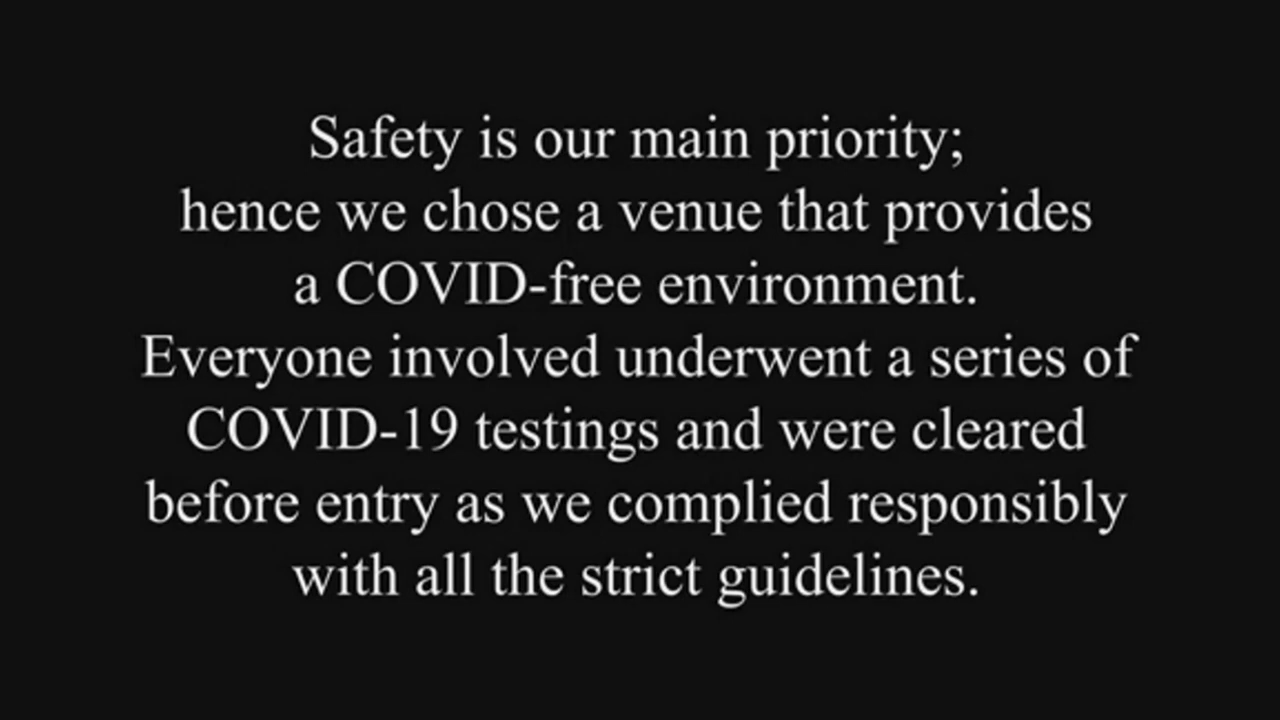 Safety is our main priority;
hence we chose a venue that provides
a COVID-free environment.
Everyone involved underwent a series of
COVID-19 testings and were cleared
before entry as we complied responsibly
with all the strict guidelines.